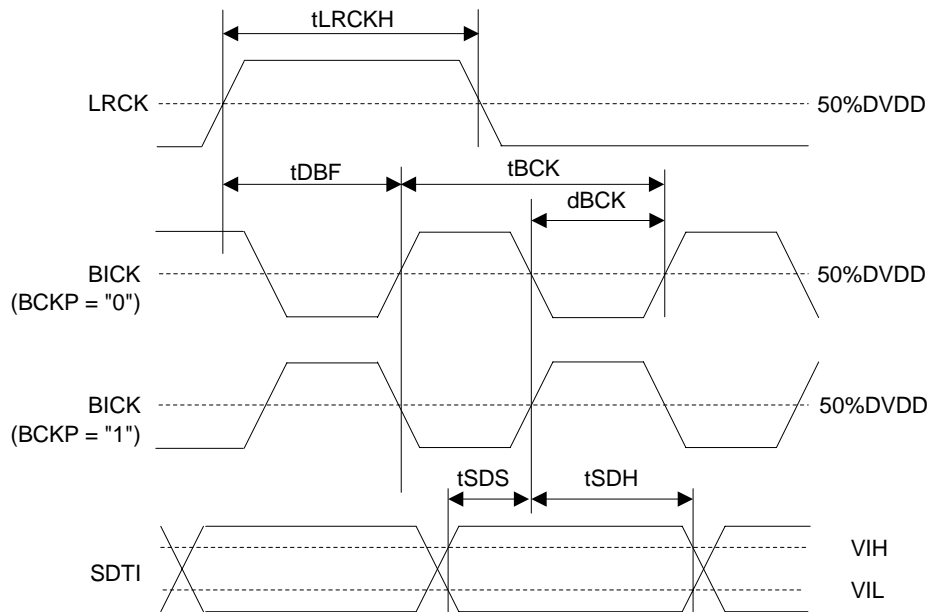 tLRCKH
LRCK
50%DVDD
tDBF
tBCK
dBCK
BICK
(BCKP = "0")
50%DVDD
BICK
(BCKP = "1")
50%DVDD
tSDS
tSDH
SDTI
VIH
VIL